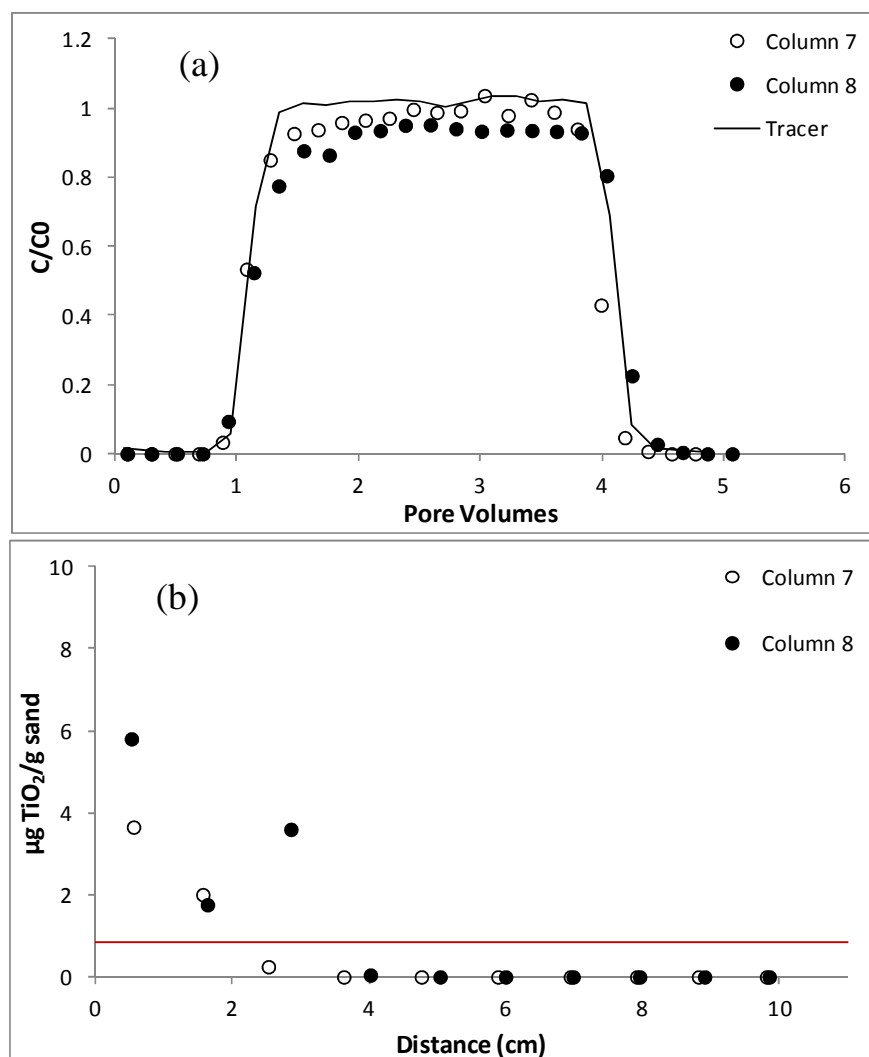 (a)
Column 7
Column 8
Tracer
C/C0
1.2
1
0.8
0.6
0.4
0.2
0
0 1 2 3 4 5 6
Pore Volumes
(b)
Column 7
Column 8
µg TiO₂/g sand
10
8
6
4
2
0
0 2 4 6 8 10
Distance (cm)